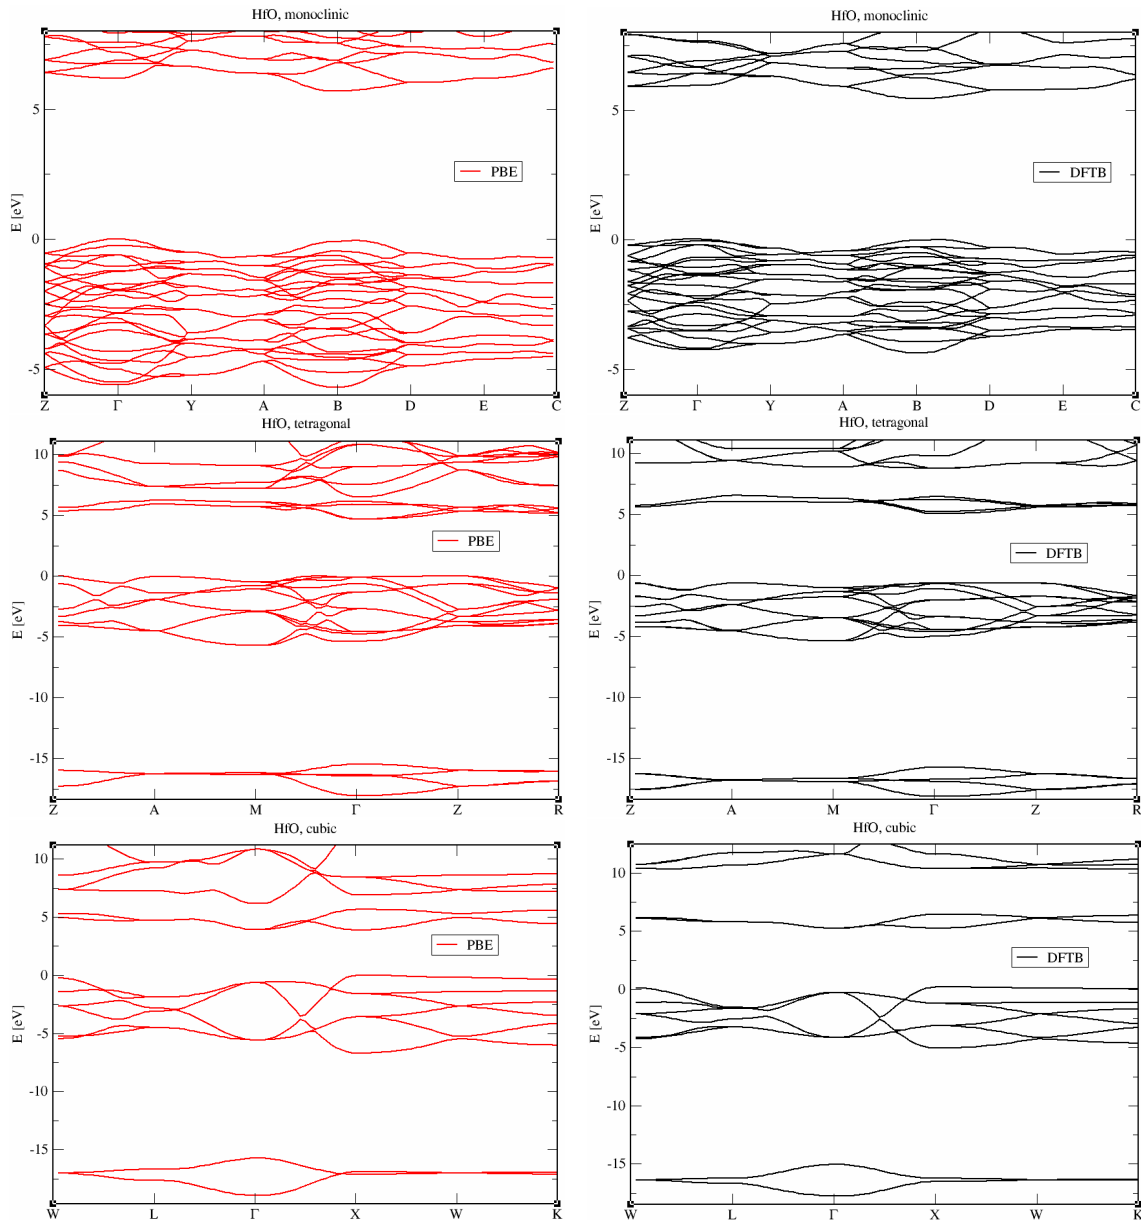 HfO, monoclinic
5
0
-5
E [eV]
PBE
Z Γ Y A B D E C
HfO, monoclinic
5
0
-5
E [eV]
DFTB
Z Γ Y A B D E C
HfO, tetragonal
10
5
0
-5
-10
-15
E [eV]
PBE
Z A M Γ Z R
HfO, tetragonal
10
5
0
-5
-10
-15
E [eV]
DFTB
Z A M Γ Z R
HfO, cubic
10
5
0
-5
-10
-15
E [eV]
PBE
W L Γ X W K
HfO, cubic
10
5
0
-5
-10
-15
E [eV]
DFTB
W L Γ X W K